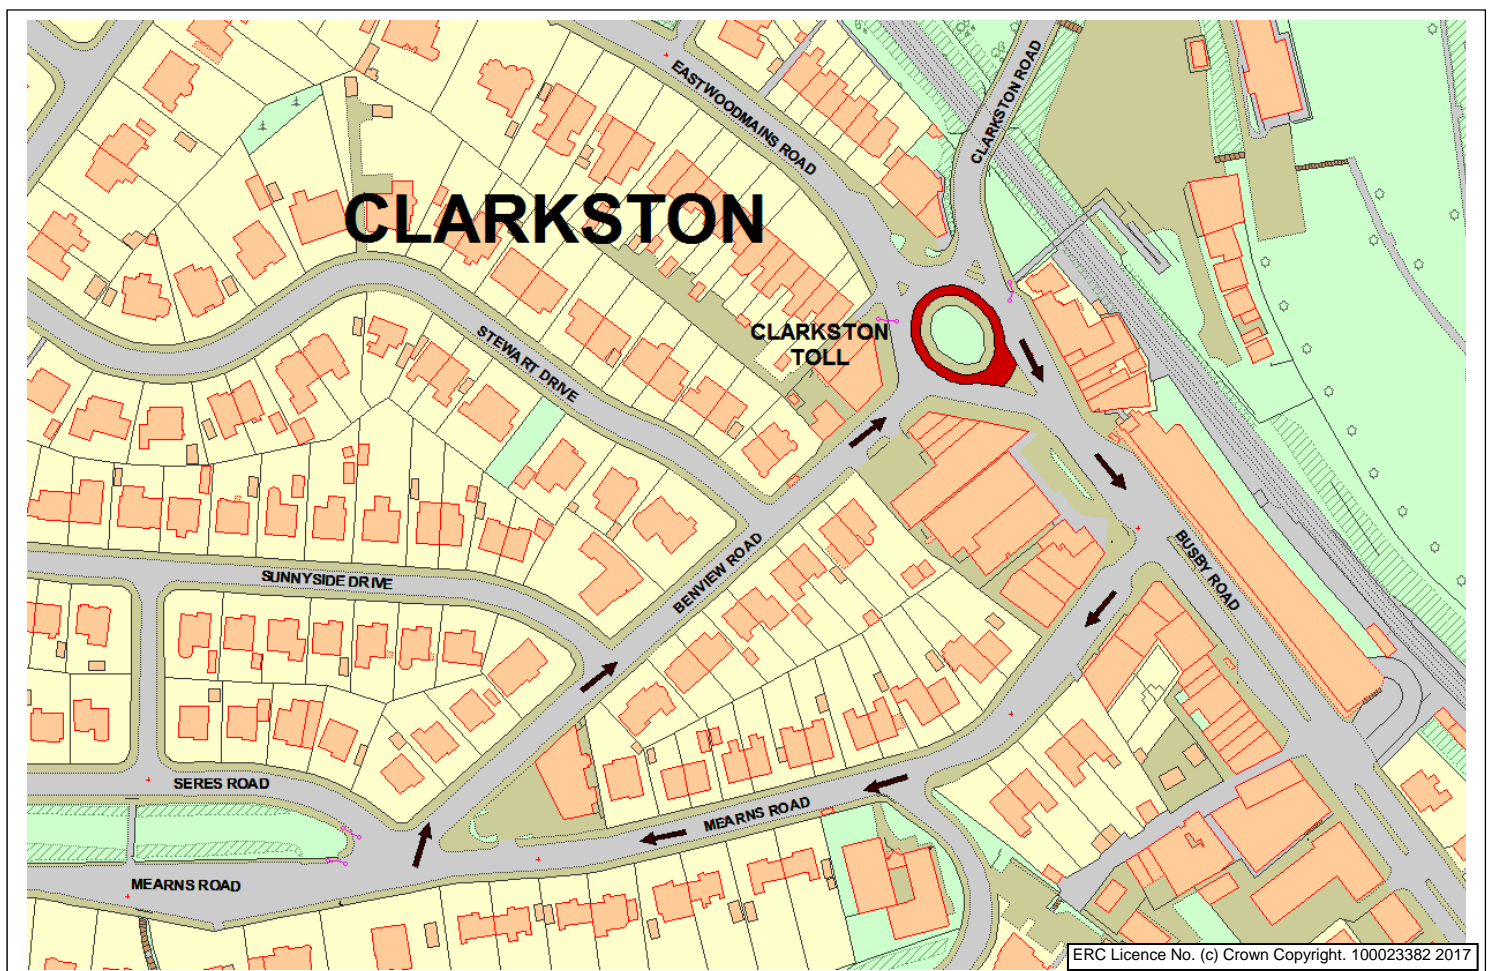 EASTWOODMAINS ROAD
CLARKSTON ROAD
CLARKSTON
CLARKSTON
TOLL
STEWART DRIVE
BENVIEW ROAD
BUSBY ROAD
SUNNYSIDE DRIVE
SERES ROAD
MEARNS ROAD
MEARNS ROAD
ERC Licence No. (c) Crown Copyright. 100023382 2017